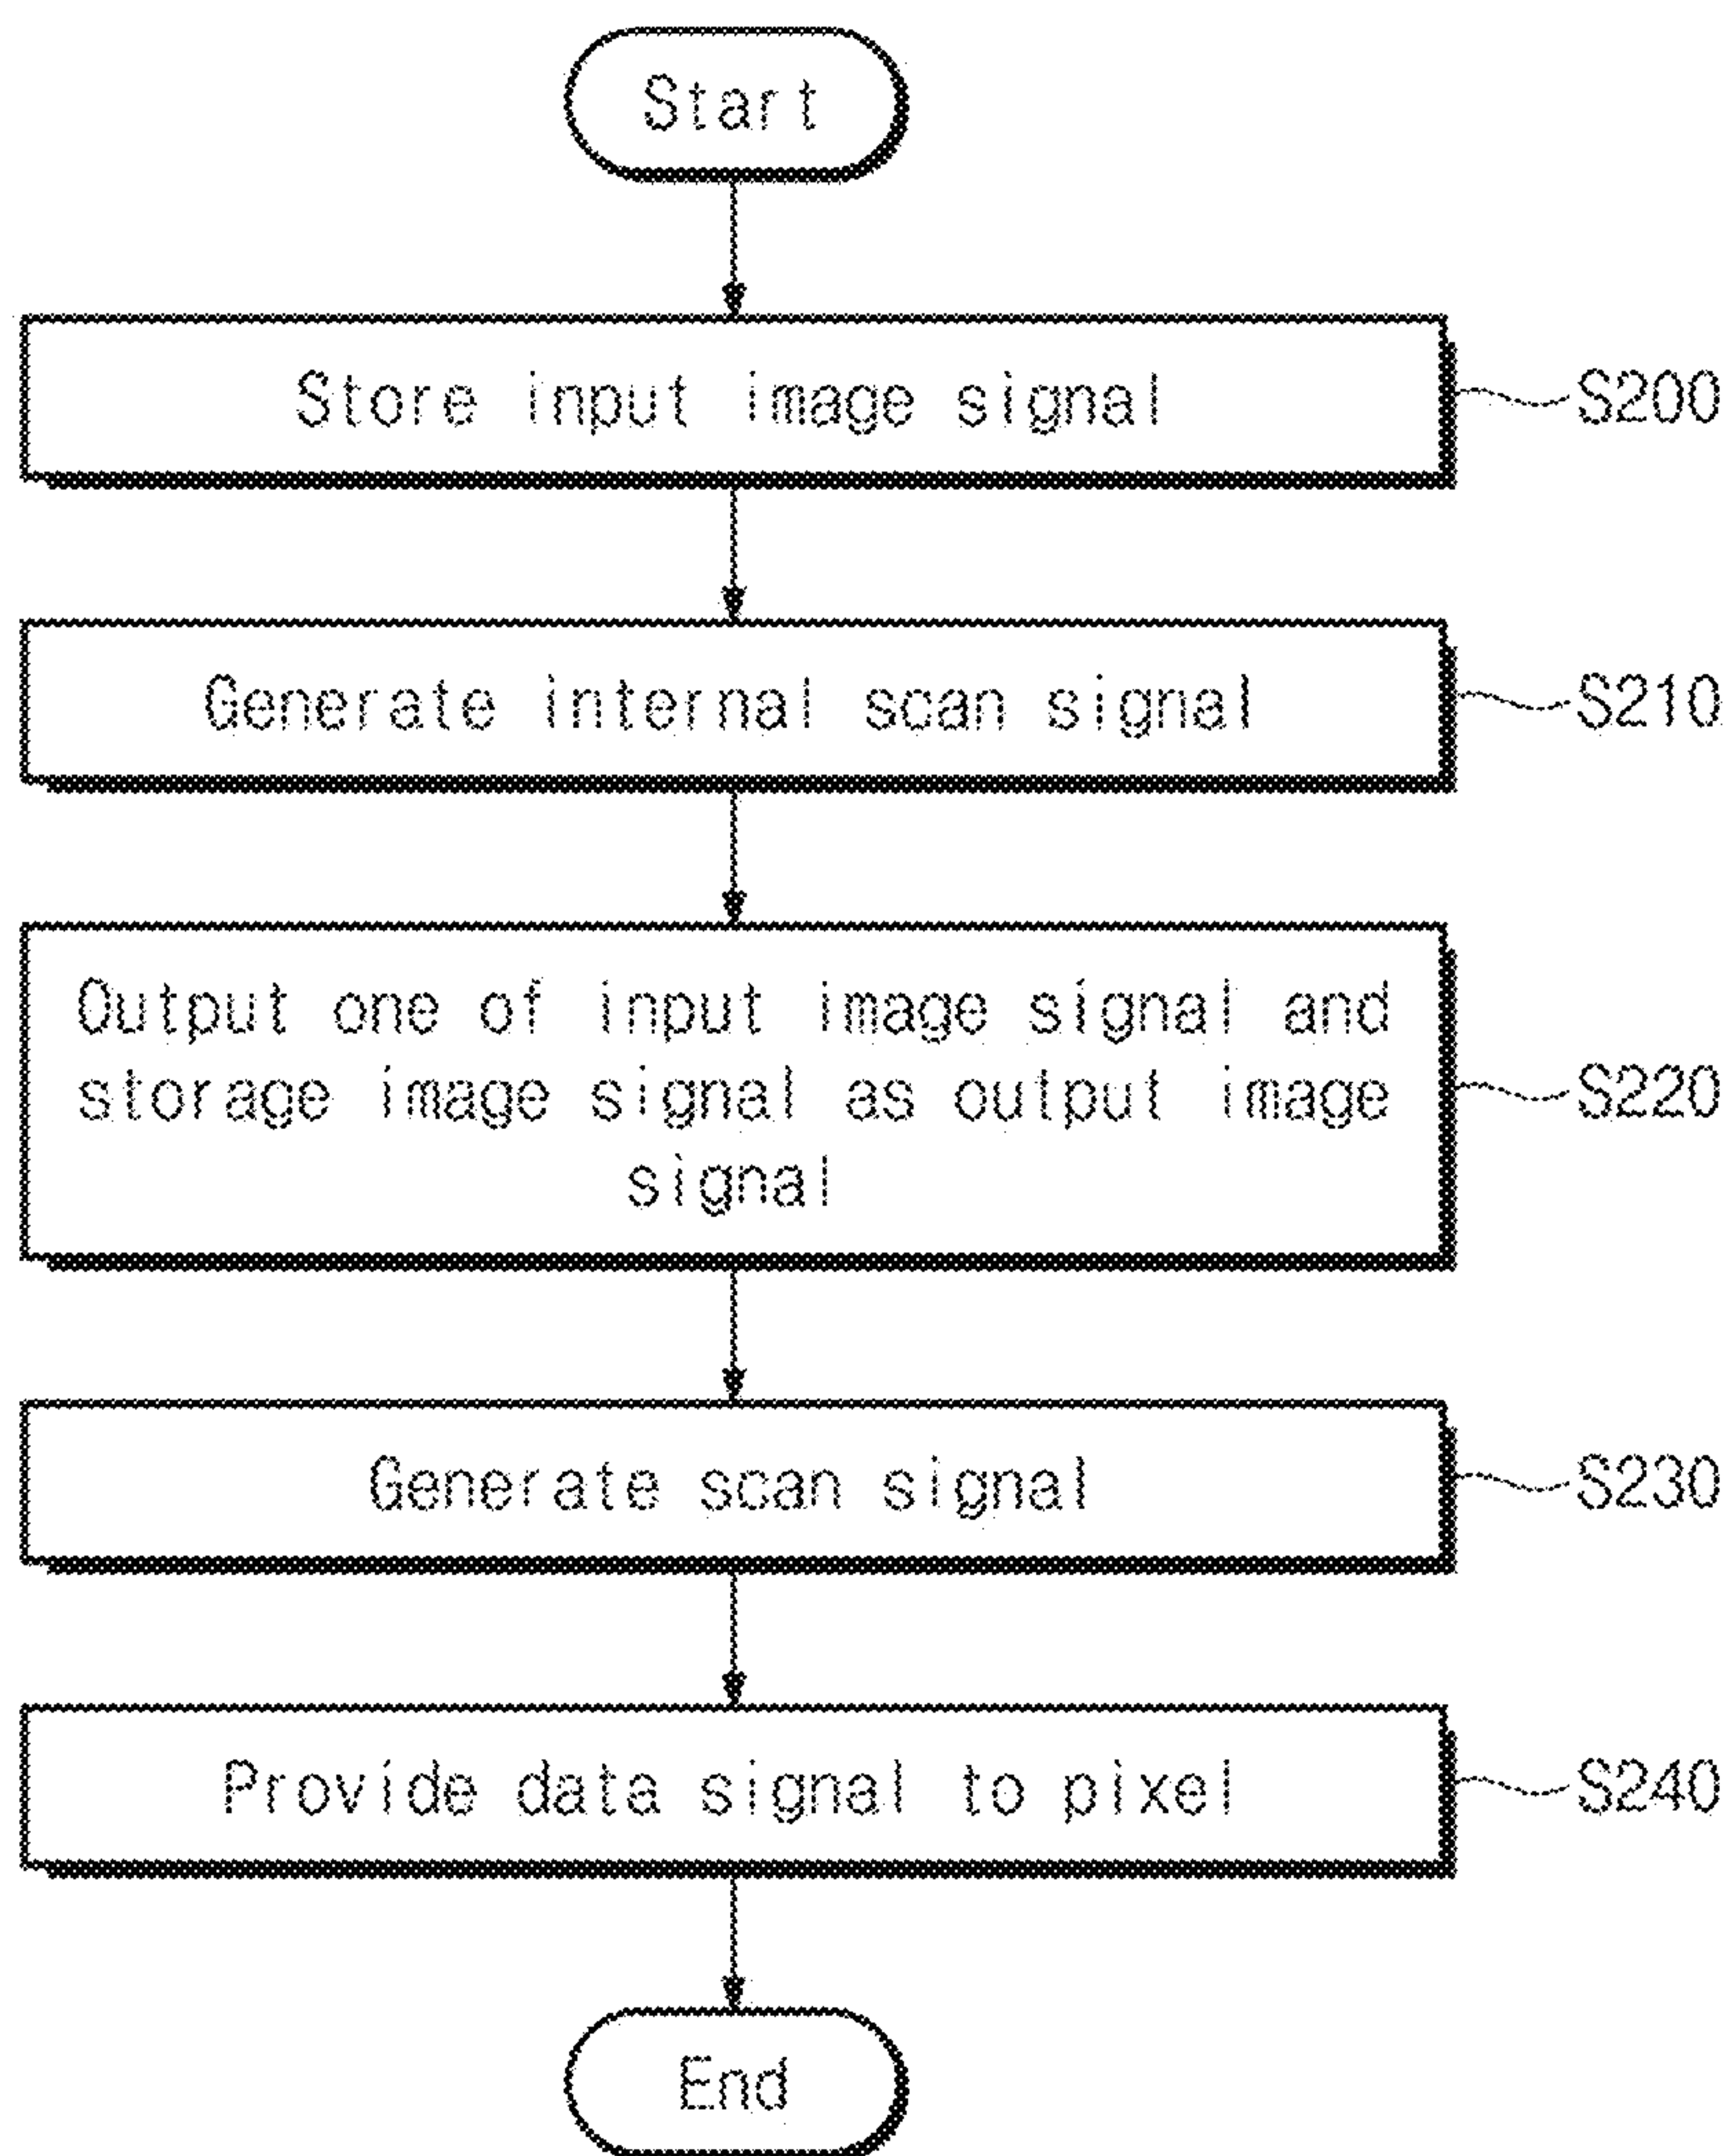 Start
Store input image signal
S200
Generate internal scan signal
S210
Output one of input image signal and
storage image signal as output image
signal
S220
Generate scan signal
S230
Provide data signal to pixel
S240
End